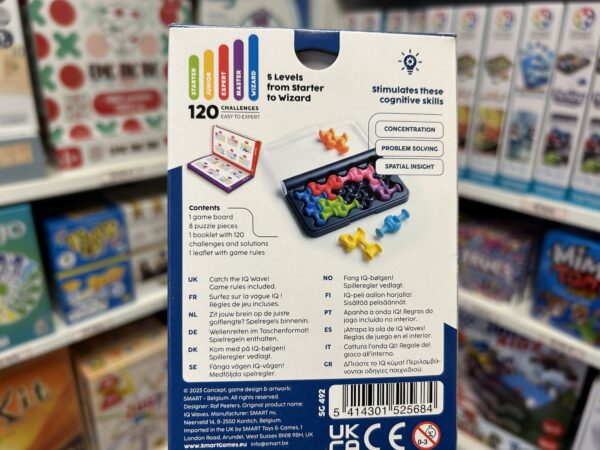 STARTER
JUNIOR
EXPERT
MASTER
WIZARD
5 Levels
from Starter
to Wizard
120 CHALLENGES
EASY TO EXPERT
Stimulates these
cognitive skills
CONCENTRATION
PROBLEM SOLVING
SPATIAL INSIGHT
Contents
1 game board
8 puzzle pieces
1 booklet with 120
challenges and solutions
1 leaflet with game rules
UK Catch the IQ Wave!
Game rules included.
FR Surfez sur la vague IQ !
Règles de jeu incluses.
NL Zit jouw brein op de juiste
golflengte? Spelregels binnenin.
DE Wellenreiten im Taschenformat!
Spielregeln enthalten.
DK Kom med på IQ-bølgen!
Spilleregler vedlagt.
SE Fånga vågen IQ-vågen!
Medföljda spelregler.
NO Fang IQ-bølgen!
Spilleregler vedlagt.
FI IQ-peli aallon harjalla!
Sisältää pelisäännöt.
PT Apanha a onda IQ! Regras do
jogo incluído no interior.
ES ¡Atrapa la ola de IQ Waves!
Reglas de juego en el interior.
IT Cattura l'onda QI! Regole del
gioco all'interno.
GR Δ'Πιαστε το IQ κύμα! Περιλαμβα-
νονται οδηγίες παιχνιδιού.
© 2023 Concept, game design & artwork:
SMART - Belgium. All rights reserved.
Designer: Raf Peeters. Original product name:
IQ Waves. Manufacturer: SMART nv,
Neerveld 14, B-2550 Kontich, Belgium.
Imported in the UK by SMART Toys & Games, 1
London Road, Arundel, West Sussex BN18 9BH, UK
www.SmartGames.eu info@smart.be
SG 492
5 414301 525684
UK
CA
CE
0-3
Kit